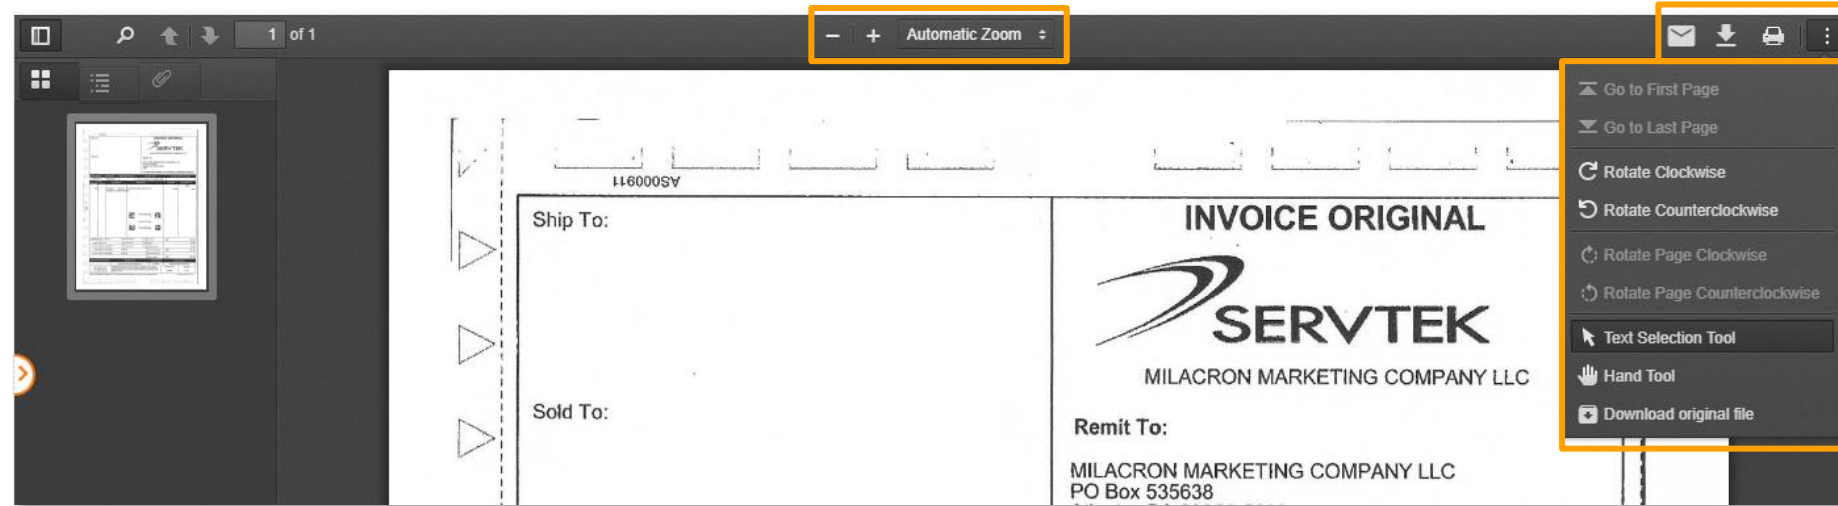 1 of 1
Automatic Zoom
Go to First Page
Go to Last Page
Rotate Clockwise
Rotate Counterclockwise
Rotate Page Clockwise
Rotate Page Counterclockwise
Text Selection Tool
Hand Tool
Download original file
AS000911
Ship To:
INVOICE ORIGINAL
SERVTEK
MILACRON MARKETING COMPANY LLC
Sold To:
Remit To:
MILACRON MARKETING COMPANY LLC
PO Box 535638